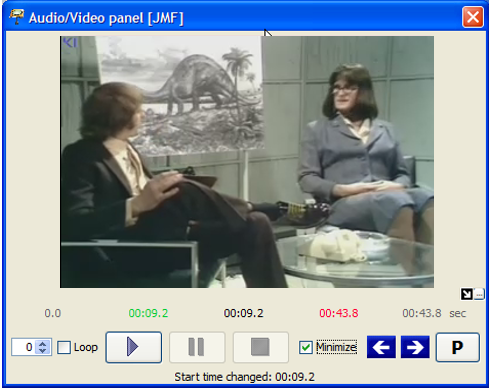 Audio/Video panel [JMF]
0.0 00:09.2 00:09.2 00:43.8 00:43.8 sec
0 Loop Minimize P
Start time changed: 00:09.2